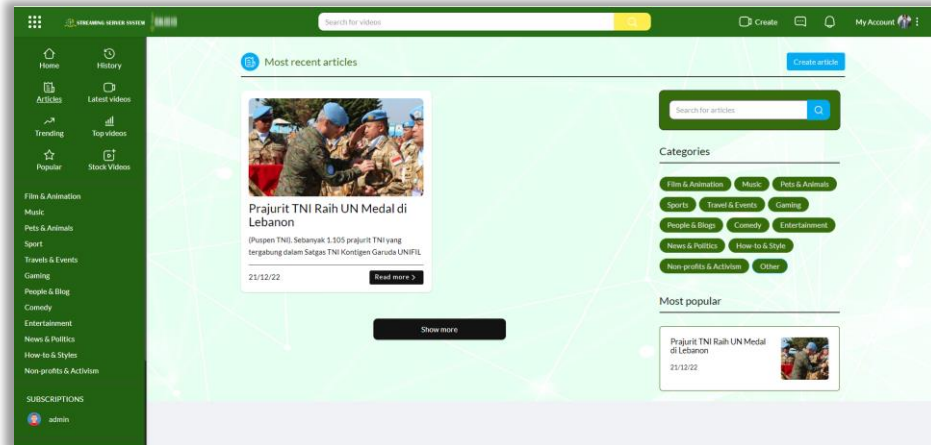 STREAMING SERVER SYSTEM
Search for videos
Create
My Account
Home
History
Articles
Latest videos
Trending
Top videos
Popular
Stock Videos
Film & Animation
Music
Pets & Animals
Sport
Travels & Events
Gaming
People & Blog
Comedy
Entertainment
News & Politics
How-to & Styles
Non-profits & Activism
SUBSCRIPTIONS
admin
Most recent articles
Create article
Prajurit TNI Raih UN Medal di
Lebanon
(Puspen TNI). Sebanyak 1.105 prajurit TNI yang
tergabung dalam Satgas TNI Kontigen Garuda UNIFIL
21/12/22
Read more >
Show more
Search for articles
Categories
Film & Animation Music Pets & Animals
Sports Travel & Events Gaming
People & Blogs Comedy Entertainment
News & Politics How-to & Style
Non-profits & Activism Other
Most popular
Prajurit TNI Raih UN Medal
di Lebanon
21/12/22